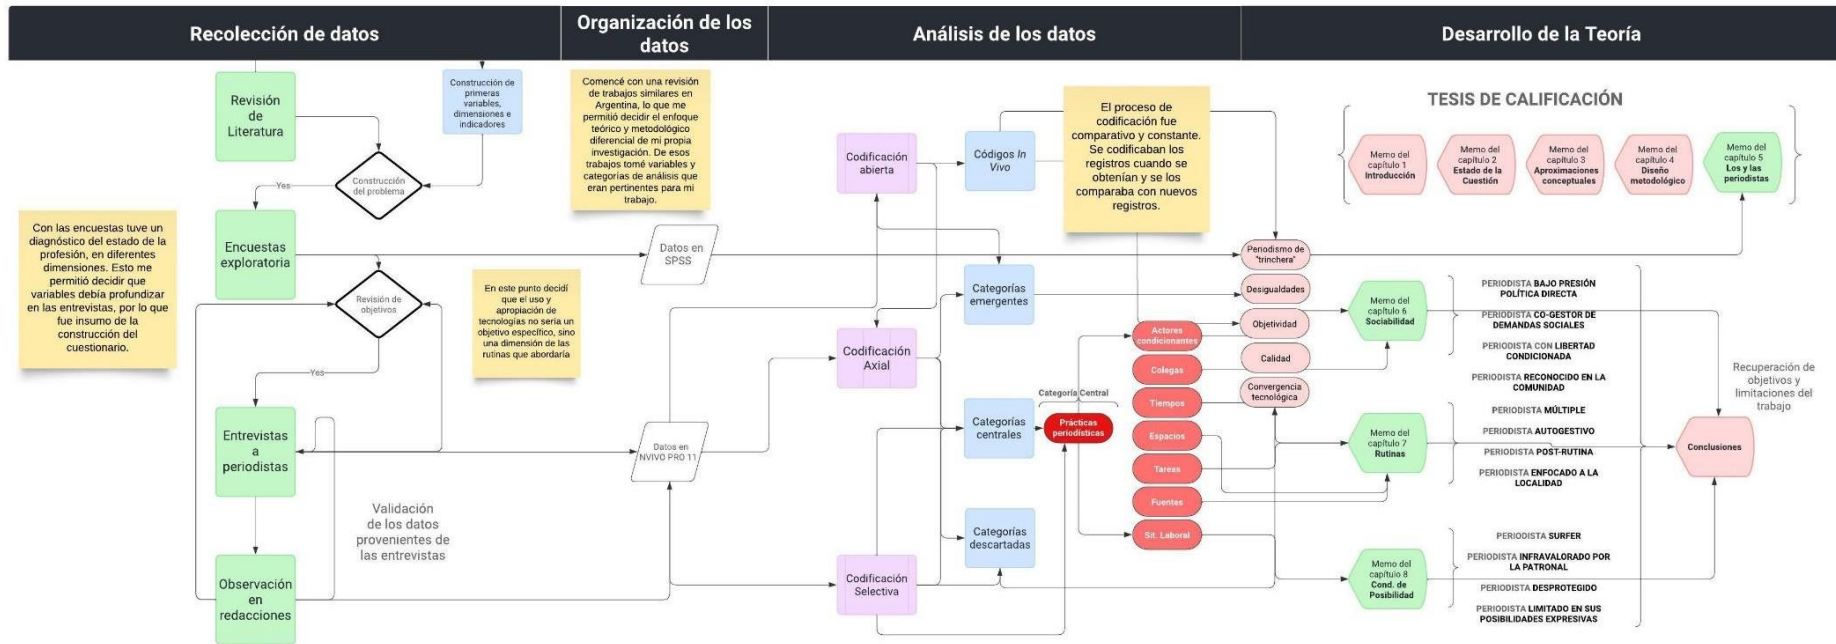 Recolección de datos
Organización de los
datos
Análisis de los datos
Desarrollo de la Teoría
Revisión
de
Literatura
Construcción de
primeras
variables,
dimensiones e
indicadores
Construcción
del problema
Yes
Con las encuestas tuve un
diagnóstico del estado de la
profesión, en diferentes
dimensiones. Esto me
permitió decidir que
variables debía profundizar
en las entrevistas, por lo que
fue insumo de la
construcción del
cuestionario.
Encuestas
exploratoria
Revisión de
objetivos
Yes
En este punto decidí
que el uso y
apropiación de
tecnologías no sería un
objetivo específico, sino
una dimensión de las
rutinas que abordaría
Entrevistas
a
periodistas
Validación
de los datos
provenientes de
las entrevistas
Observación
en
redacciones
Comencé con una revisión
de trabajos similares en
Argentina, lo que me
permitió decidir el enfoque
teórico y metodológico
diferencial de mi propia
investigación. De esos
trabajos tomé variables y
categorías de análisis que
eran pertinentes para mi
trabajo.
Datos en
SPSS
Datos en
NVIVO PRO 11
Codificación
abierta
Codificación
Axial
Codificación
Selectiva
Códigos In
Vivo
Categorías
emergentes
Categorías
centrales
Categorías
descartadas
Categoría Central
Prácticas
periodísticas
El proceso de
codificación fue
comparativo y constante.
Se codificaban los
registros cuando se
obtenían y se los
comparaba con nuevos
registros.
Actores
condicionantes
Colegas
Tiempos
Espacios
Tareas
Fuentes
Sit. Laboral
Periodismo de
"trinchera"
Desigualdades
Objetividad
Calidad
Convergencia
tecnológica
TESIS DE CALIFICACIÓN
Memo del
capítulo 1
Introducción
Memo del
capítulo 2
Estado de la
Cuestión
Memo del
capítulo 3
Aproximaciones
conceptuales
Memo del
capítulo 4
Diseño
metodológico
Memo del
capítulo 5
Los y las
periodistas
Memo del
capítulo 6
Sociabilidad
PERIODISTA BAJO PRESIÓN
POLÍTICA DIRECTA
PERIODISTA CO-GESTOR DE
DEMANDAS SOCIALES
PERIODISTA CON LIBERTAD
CONDICIONADA
PERIODISTA RECONOCIDO EN LA
COMUNIDAD
Memo del
capítulo 7
Rutinas
PERIODISTA MÚLTIPLE
PERIODISTA AUTOGESTIVO
PERIODISTA POST-RUTINA
PERIODISTA ENFOCADO A LA
LOCALIDAD
Memo del
capítulo 8
Cond. de
Posibilidad
PERIODISTA SURFER
PERIODISTA INFRAVALORADO POR
LA PATRONAL
PERIODISTA DESPROTEGIDO
PERIODISTA LIMITADO EN SUS
POSIBILIDADES EXPRESIVAS
Recuperación de
objetivos y
limitaciones del
trabajo
Conclusiones